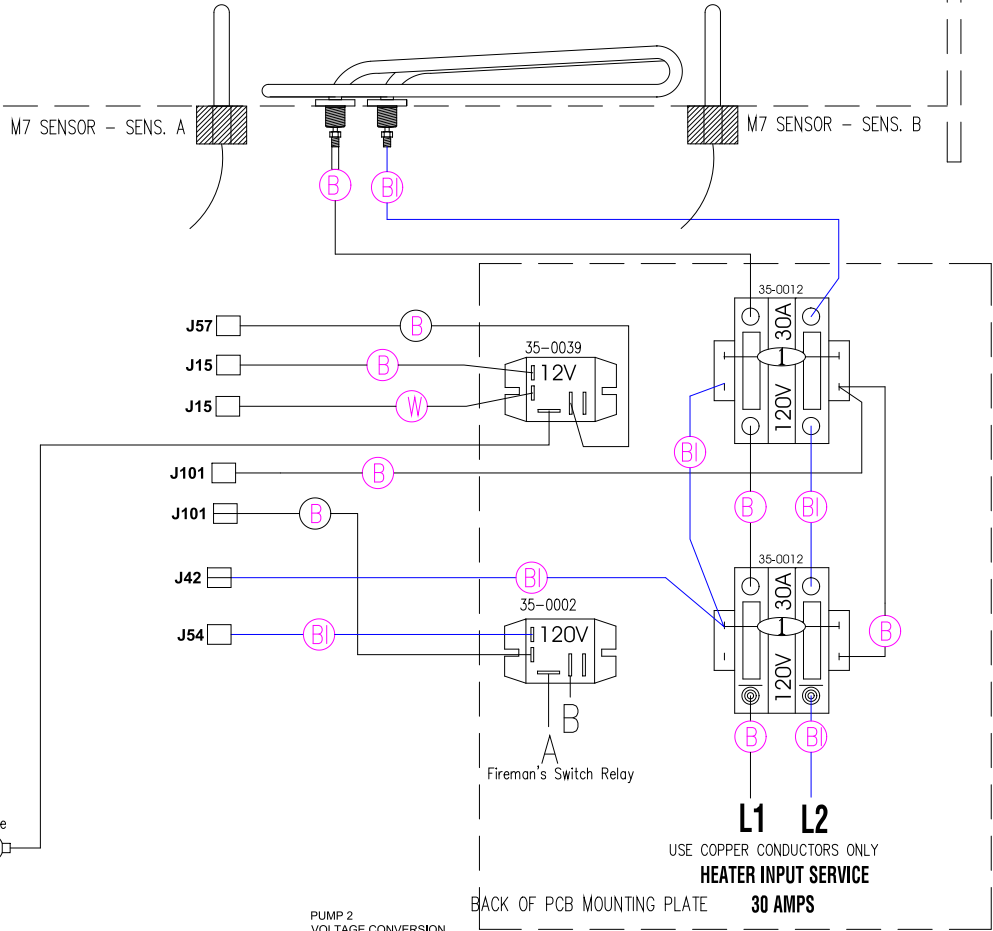 M7 SENSOR - SENS. A
M7 SENSOR - SENS. B
B
Bl
35-0012
30A
1
120V
J57
B
35-0039
12V
J15
B
J15
W
Bl
J101
B
B
Bl
J101
B
35-0012
30A
1
120V
J42
Bl
35-0002
120V
J54
Bl
B
B
A
Fireman's Switch Relay
B
Bl
L1 L2
USE COPPER CONDUCTORS ONLY
HEATER INPUT SERVICE
30 AMPS
BACK OF PCB MOUNTING PLATE
e
PUMP 2
VOLTAGE CONVERSION